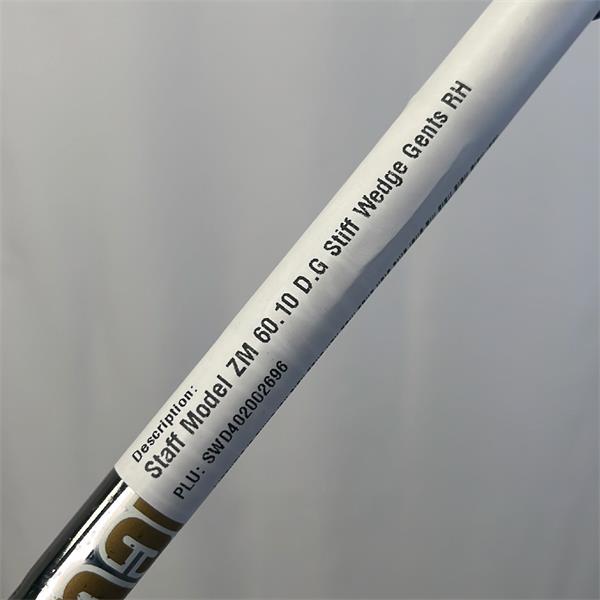 Description:
Staff Model ZM 60.10 D.G Stiff Wedge Gents RH
PLU: SWD402002696